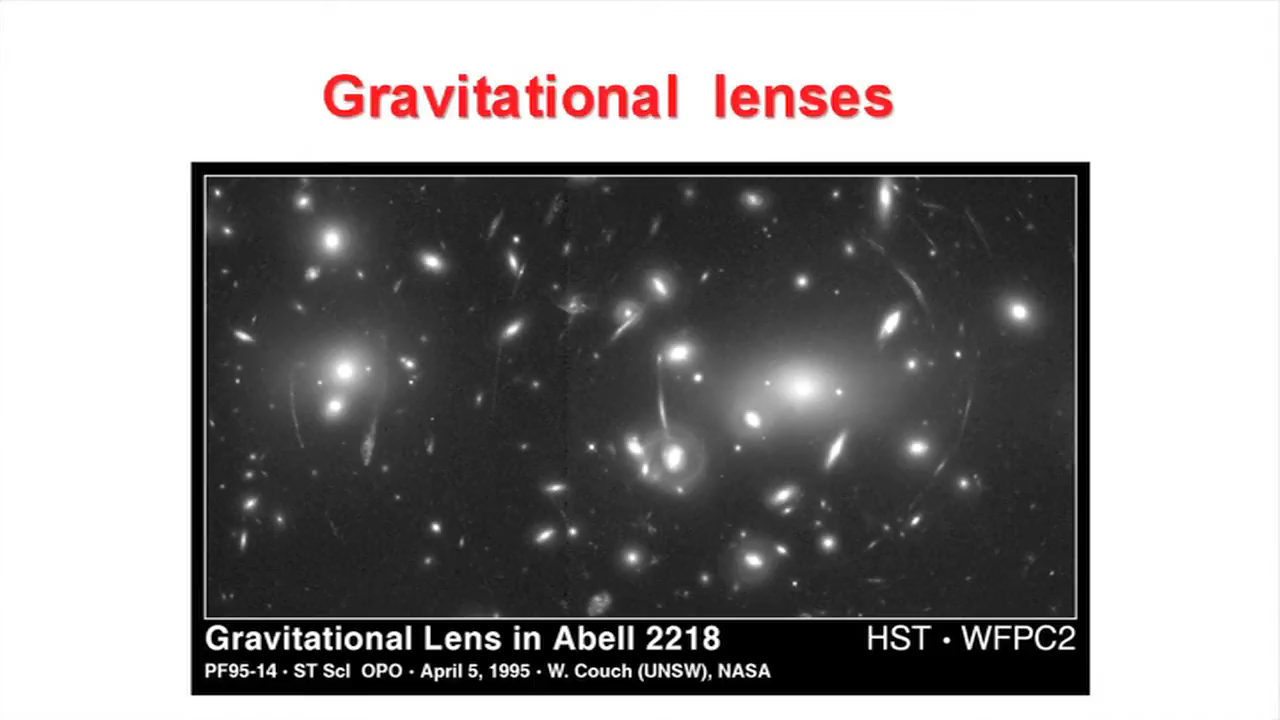 Gravitational lenses
Gravitational Lens in Abell 2218
HST · WFPC2
PF95-14 · ST ScI OPO · April 5, 1995 · W. Couch (UNSW), NASA